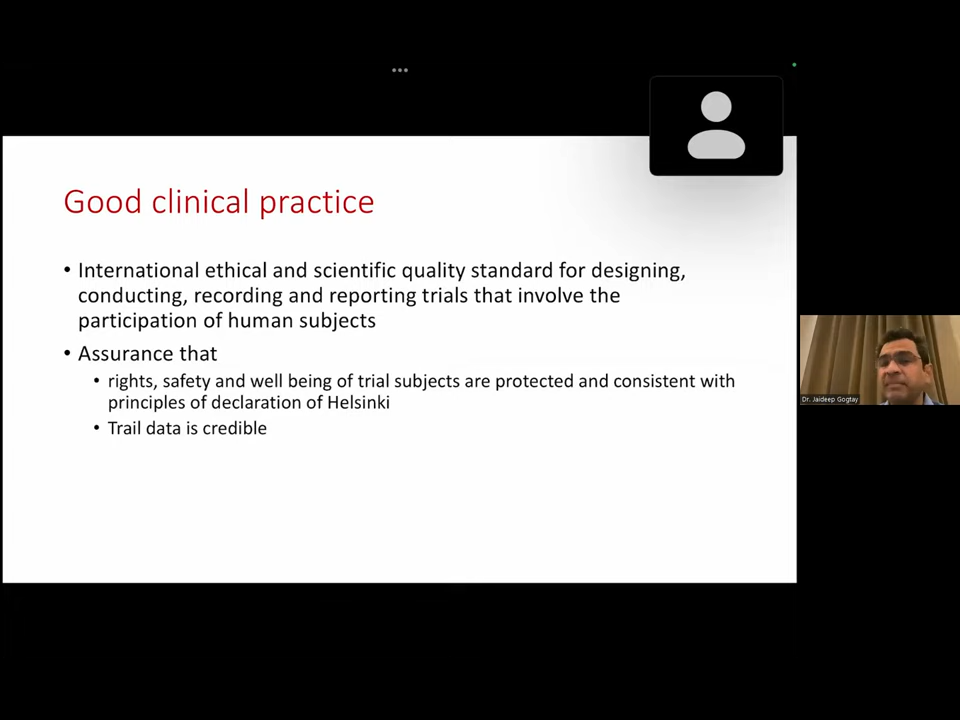 Good clinical practice
• International ethical and scientific quality standard for designing,
conducting, recording and reporting trials that involve the
participation of human subjects
• Assurance that
• rights, safety and well being of trial subjects are protected and consistent with
principles of declaration of Helsinki
• Trail data is credible
Dr. Jaideep Gogtay